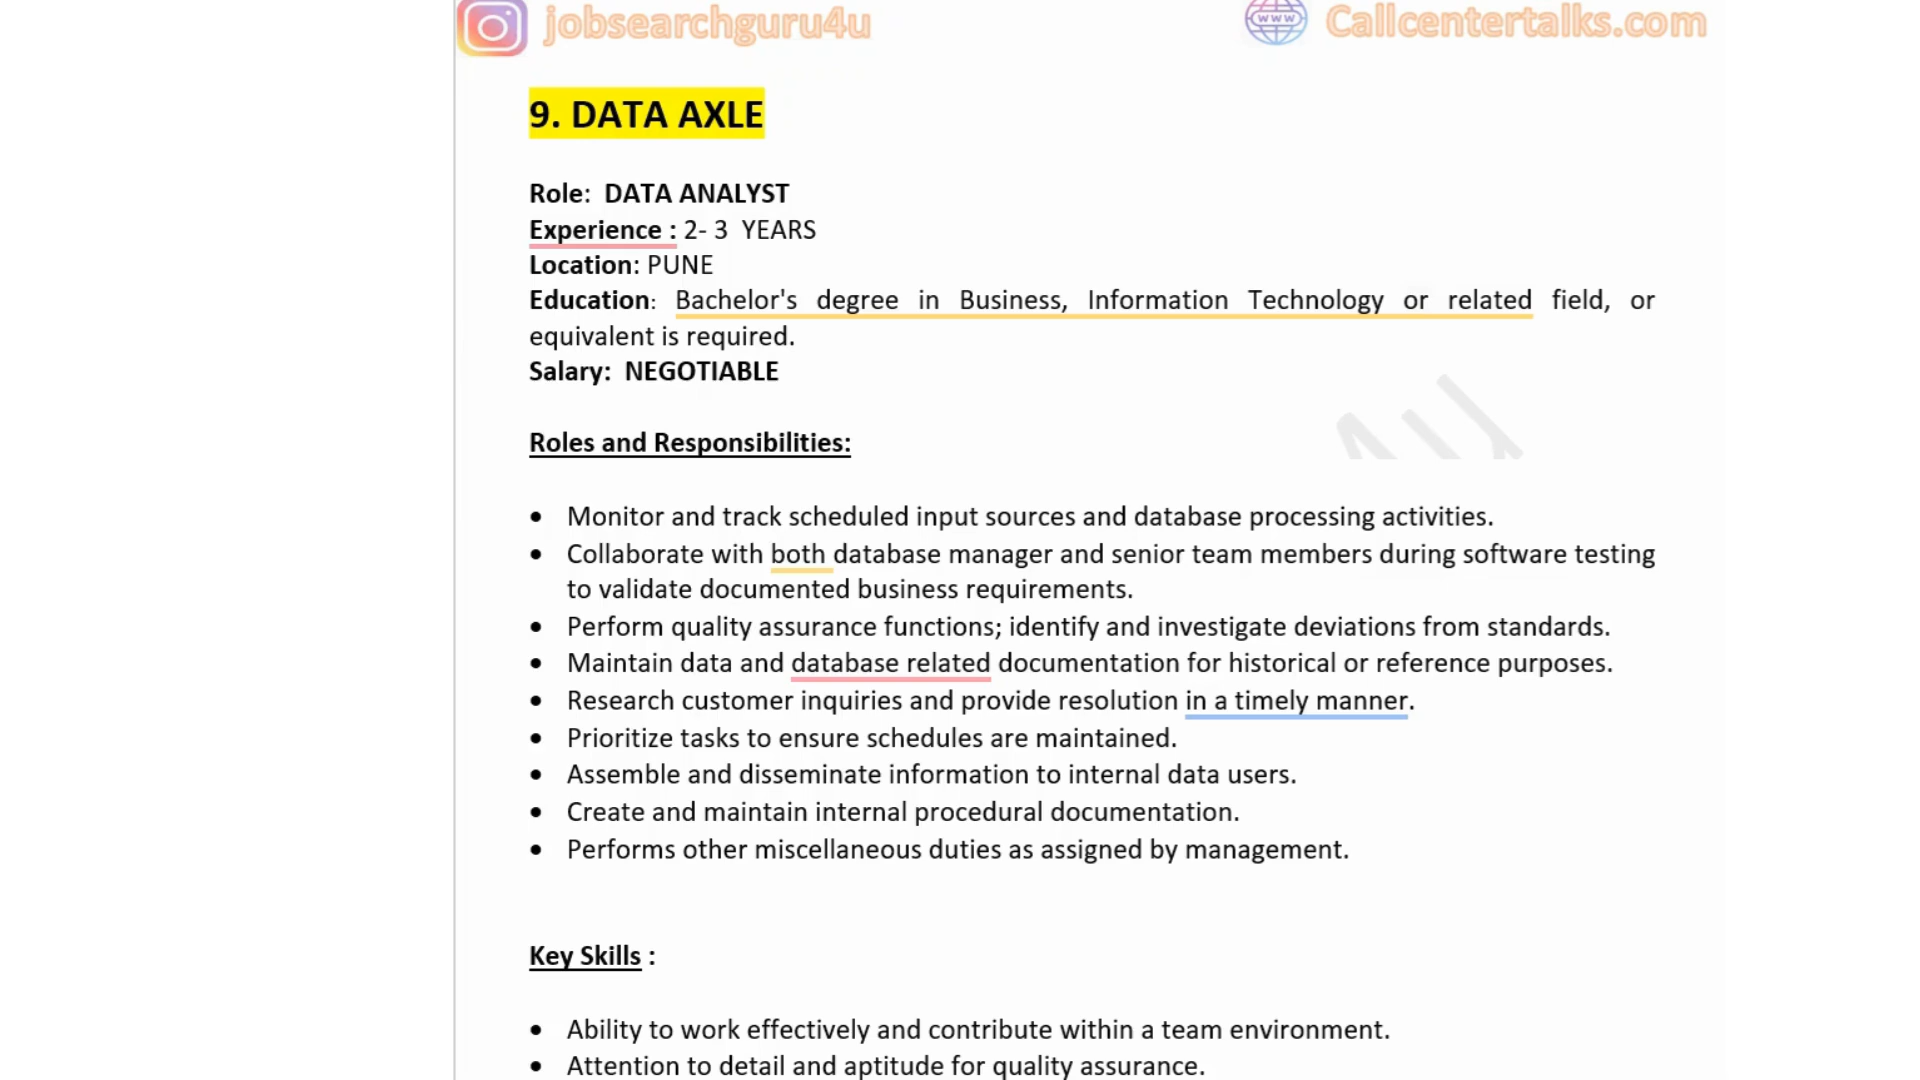 jobsearchguru4u
www Callcentertalks.com
9. DATA AXLE
Role: DATA ANALYST
Experience : 2- 3 YEARS
Location: PUNE
Education: Bachelor's degree in Business, Information Technology or related field, or
equivalent is required.
Salary: NEGOTIABLE
Roles and Responsibilities:
• Monitor and track scheduled input sources and database processing activities.
• Collaborate with both database manager and senior team members during software testing
to validate documented business requirements.
• Perform quality assurance functions; identify and investigate deviations from standards.
• Maintain data and database related documentation for historical or reference purposes.
• Research customer inquiries and provide resolution in a timely manner.
• Prioritize tasks to ensure schedules are maintained.
• Assemble and disseminate information to internal data users.
• Create and maintain internal procedural documentation.
• Performs other miscellaneous duties as assigned by management.
Key Skills :
• Ability to work effectively and contribute within a team environment.
• Attention to detail and aptitude for quality assurance.